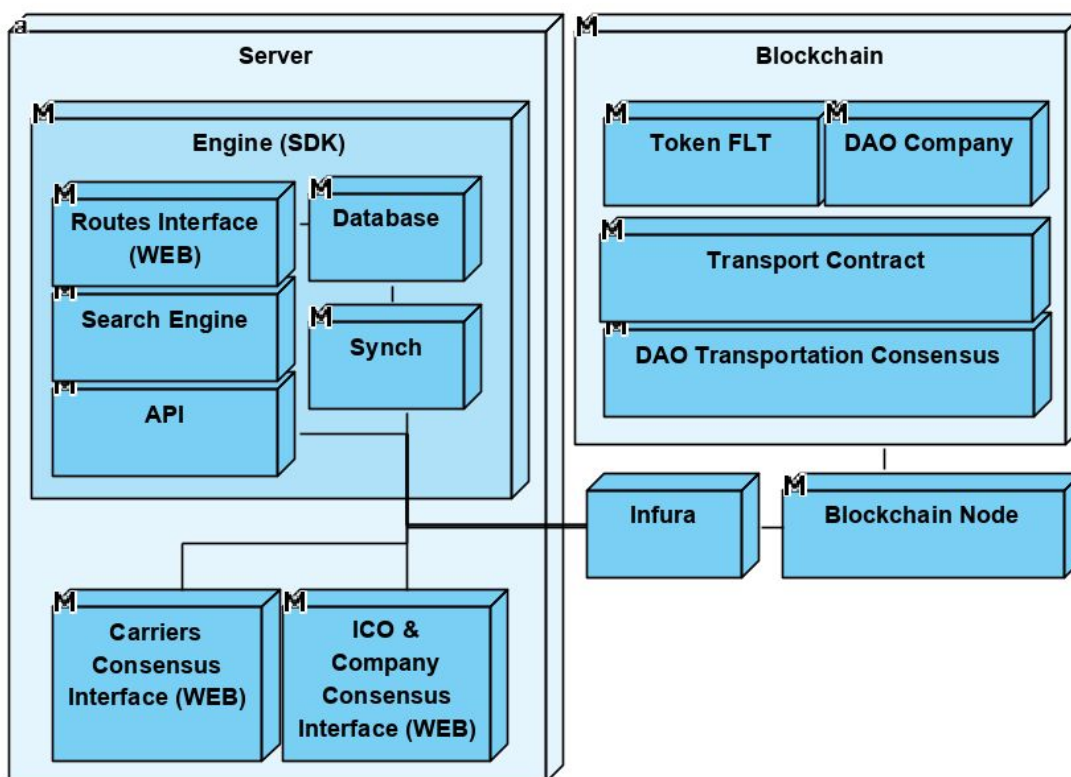 a
Server
M
Engine (SDK)
M
Routes Interface
(WEB)
M
Database
M
Search Engine
M
Synch
M
API
M
Carriers
Consensus
Interface (WEB)
M
ICO &
Company
Consensus
Interface (WEB)
M
Blockchain
M
Token FLT
M
DAO Company
M
Transport Contract
M
DAO Transportation Consensus
Infura
M
Blockchain Node